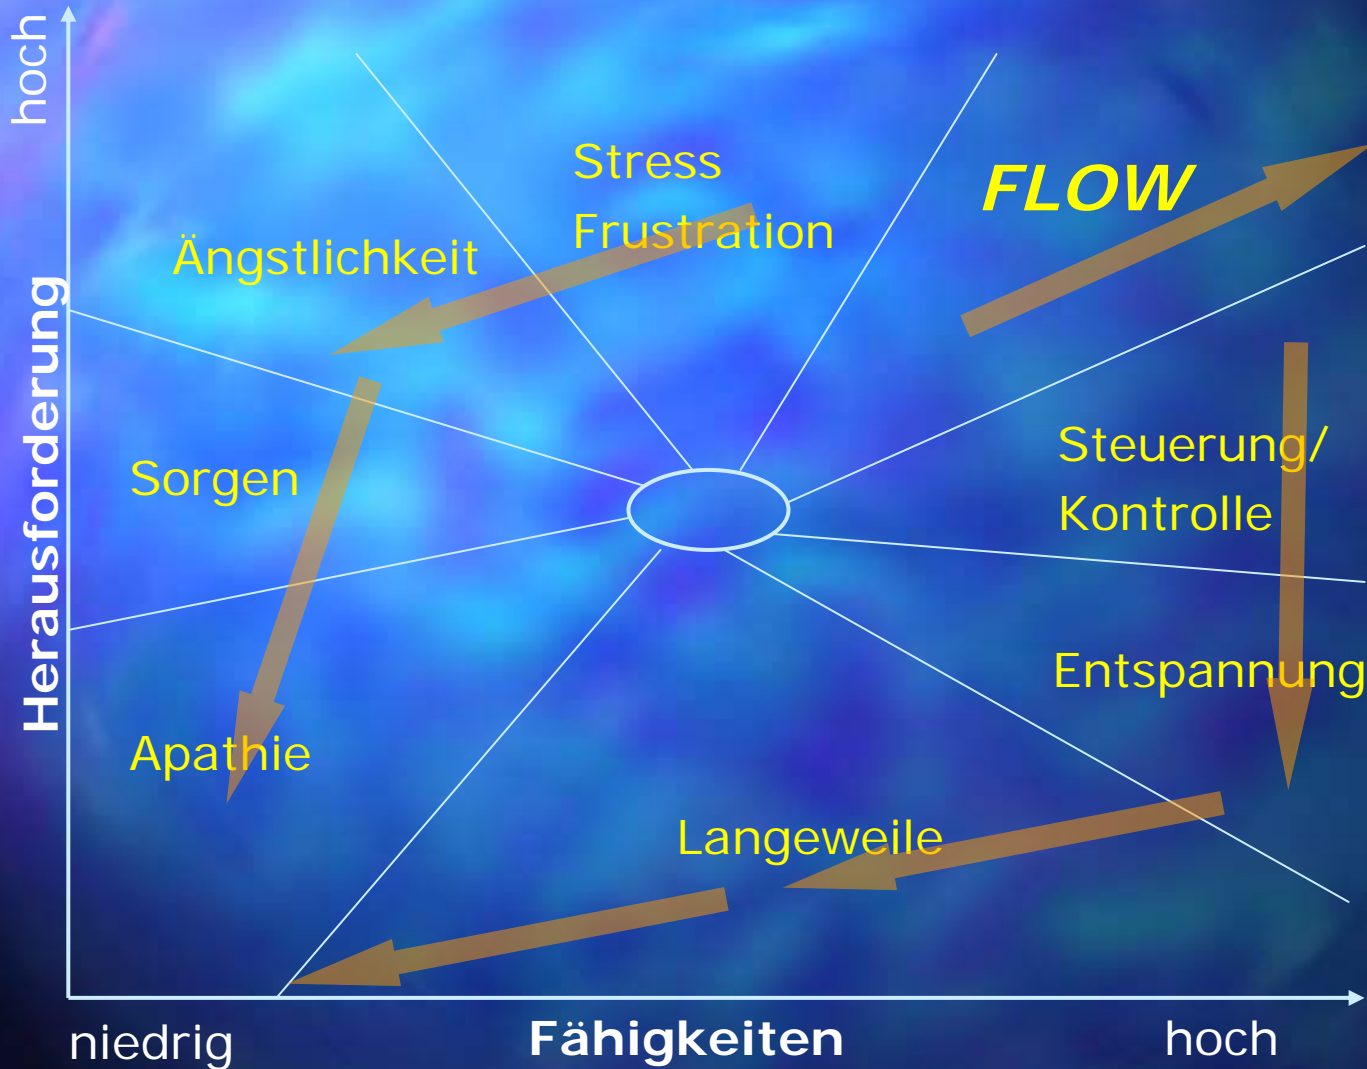 hoch
Stress
Frustration
FLOW
Ängstlichkeit
Herausforderung
Sorgen
Steuerung/
Kontrolle
Entspannung
Apathie
Langeweile
niedrig
Fähigkeiten
hoch